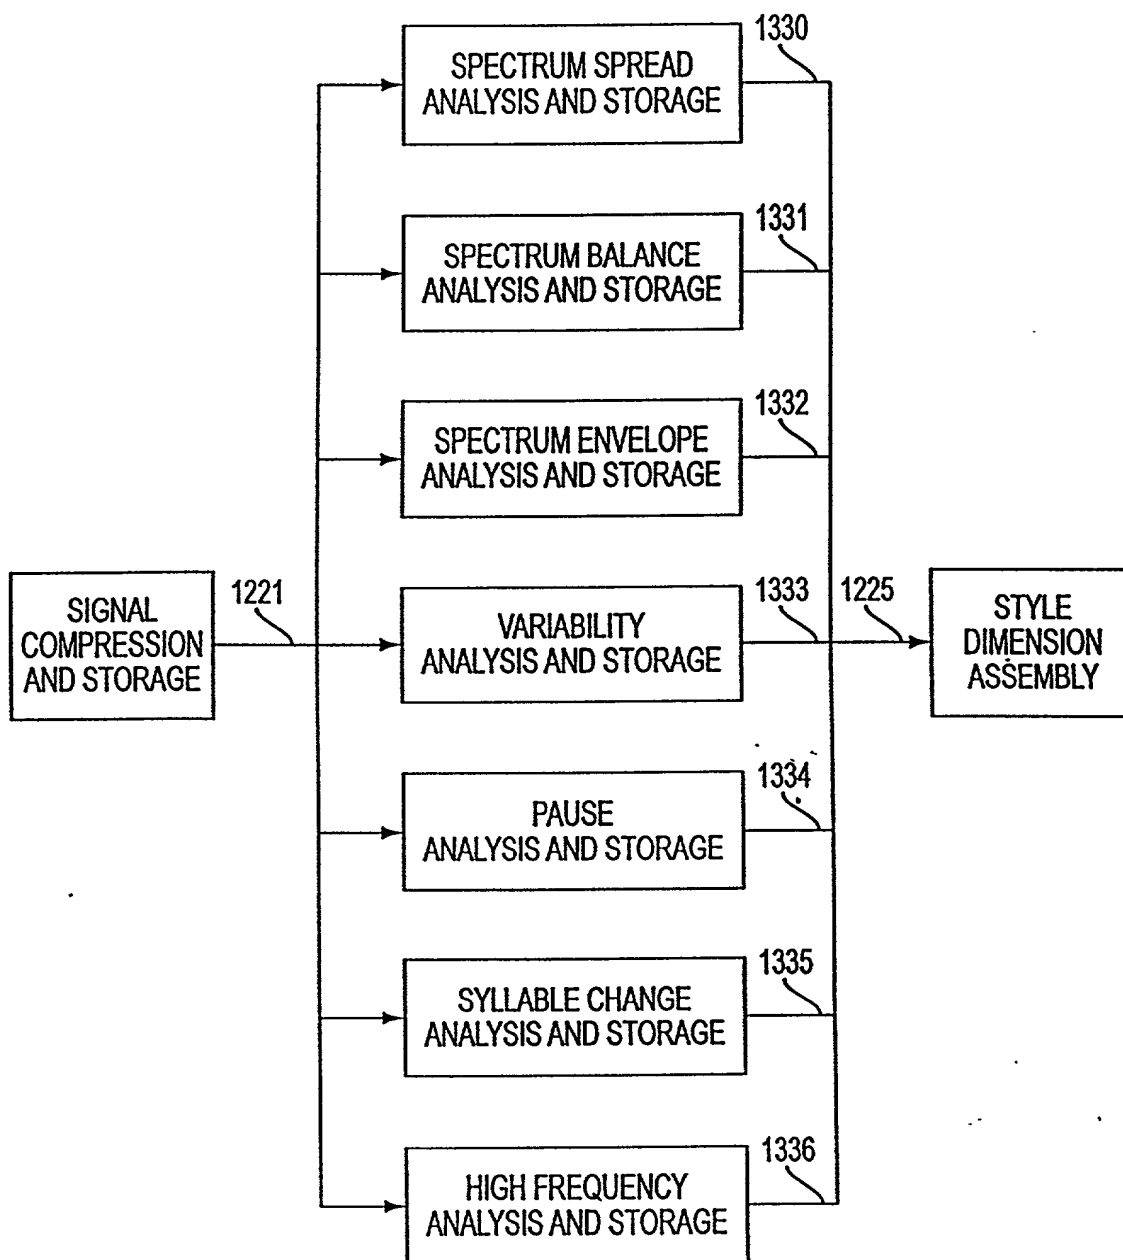 1330
SPECTRUM SPREAD
ANALYSIS AND STORAGE
1331
SPECTRUM BALANCE
ANALYSIS AND STORAGE
1332
SPECTRUM ENVELOPE
ANALYSIS AND STORAGE
SIGNAL
COMPRESSION
AND STORAGE
1221
1333
VARIABILITY
ANALYSIS AND STORAGE
1225
STYLE
DIMENSION
ASSEMBLY
1334
PAUSE
ANALYSIS AND STORAGE
1335
SYLLABLE CHANGE
ANALYSIS AND STORAGE
1336
HIGH FREQUENCY
ANALYSIS AND STORAGE